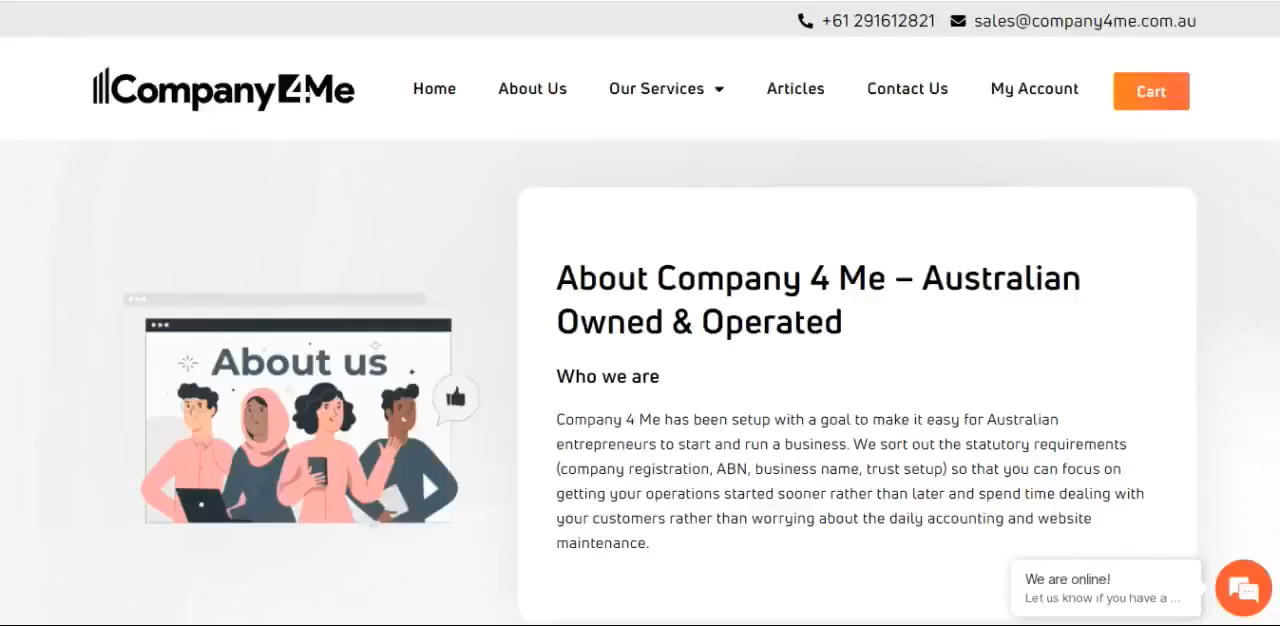 +61 291612821 sales@company4me.com.au
Company4Me Home About Us Our Services Articles Contact Us My Account Cart
About Company 4 Me – Australian
Owned & Operated
About us
Who we are
Company 4 Me has been setup with a goal to make it easy for Australian
entrepreneurs to start and run a business. We sort out the statutory requirements
(company registration, ABN, business name, trust setup) so that you can focus on
getting your operations started sooner rather than later and spend time dealing with
your customers rather than worrying about the daily accounting and website
maintenance.
We are online!
Let us know if you have a ...